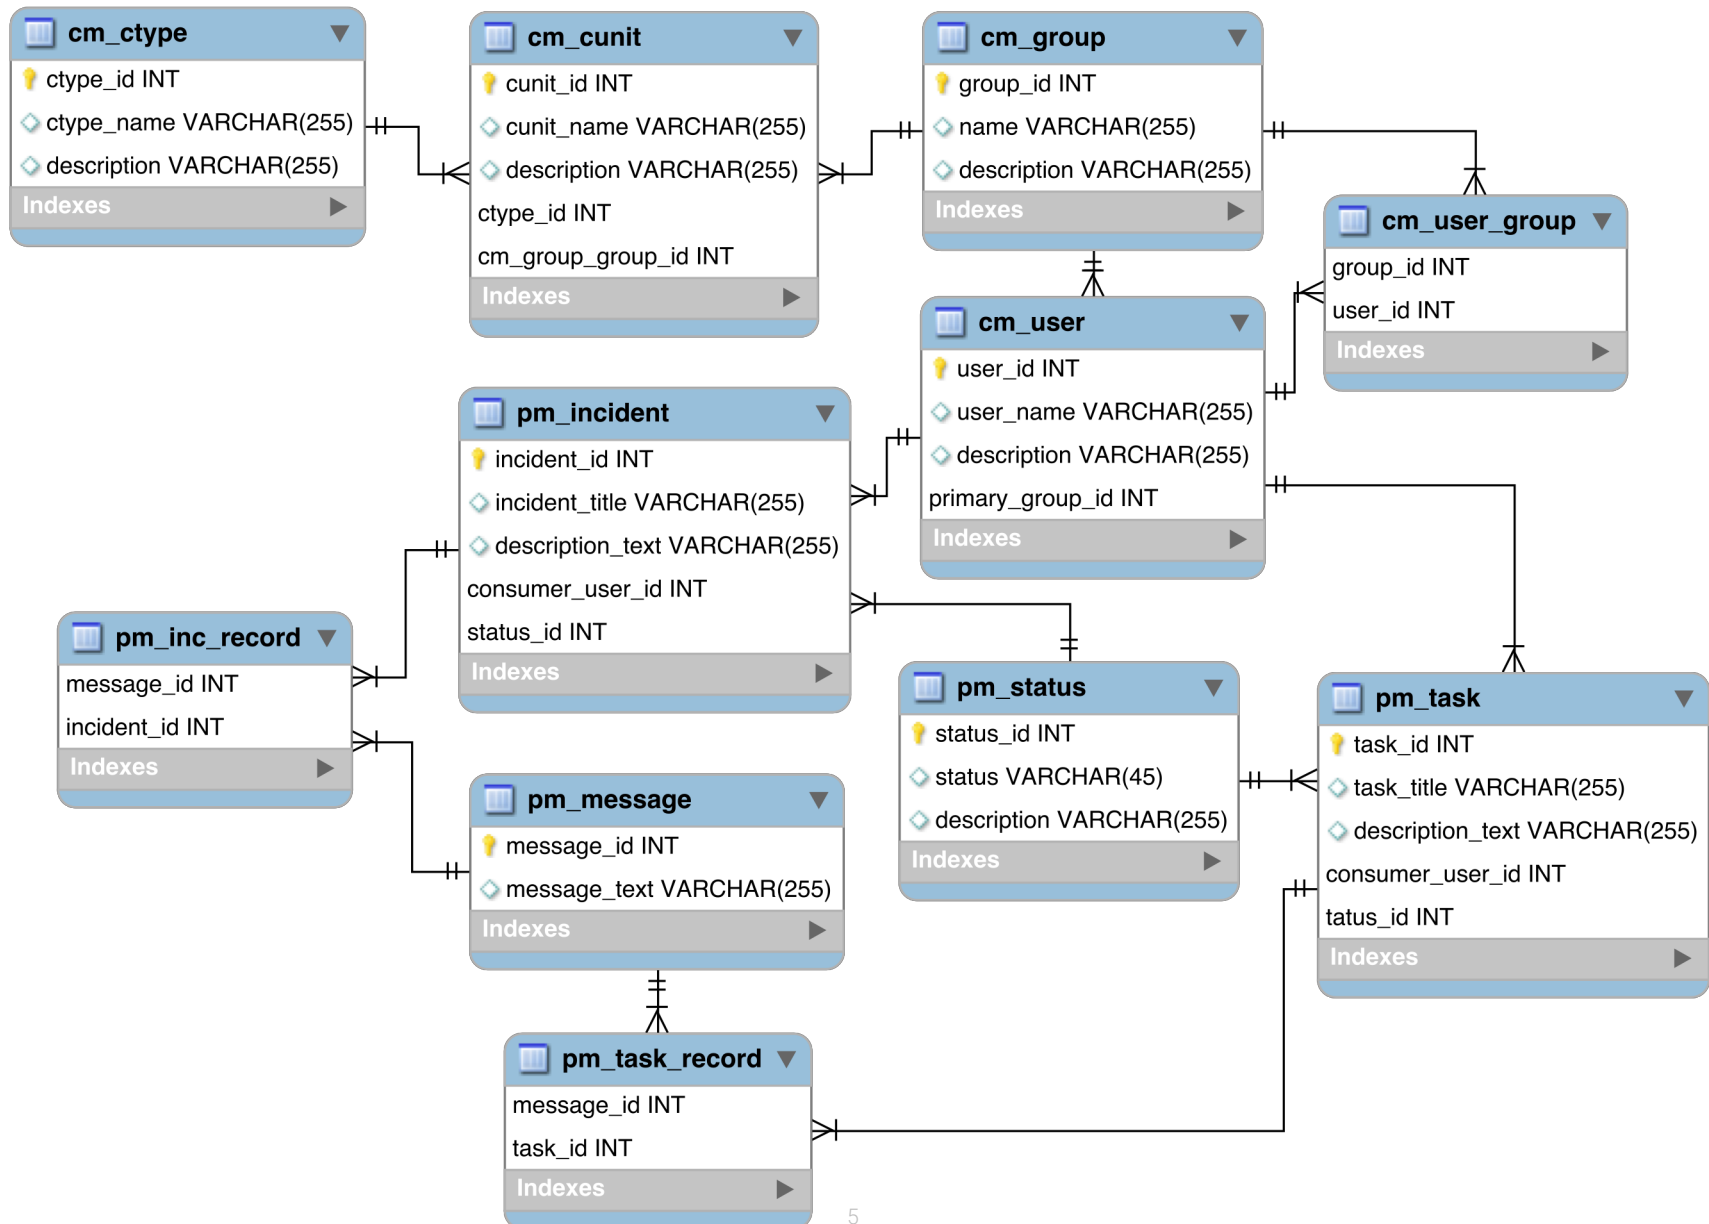 cm_ctype
ctype_id INT
ctype_name VARCHAR(255)
description VARCHAR(255)
Indexes
cm_cunit
cunit_id INT
cunit_name VARCHAR(255)
description VARCHAR(255)
ctype_id INT
cm_group_group_id INT
Indexes
cm_group
group_id INT
name VARCHAR(255)
description VARCHAR(255)
Indexes
cm_user_group
group_id INT
user_id INT
Indexes
cm_user
user_id INT
user_name VARCHAR(255)
description VARCHAR(255)
primary_group_id INT
Indexes
pm_incident
incident_id INT
incident_title VARCHAR(255)
description_text VARCHAR(255)
consumer_user_id INT
status_id INT
Indexes
pm_inc_record
message_id INT
incident_id INT
Indexes
pm_status
status_id INT
status VARCHAR(45)
description VARCHAR(255)
Indexes
pm_task
task_id INT
task_title VARCHAR(255)
description_text VARCHAR(255)
consumer_user_id INT
tatus_id INT
Indexes
pm_message
message_id INT
message_text VARCHAR(255)
Indexes
pm_task_record
message_id INT
task_id INT
Indexes
5